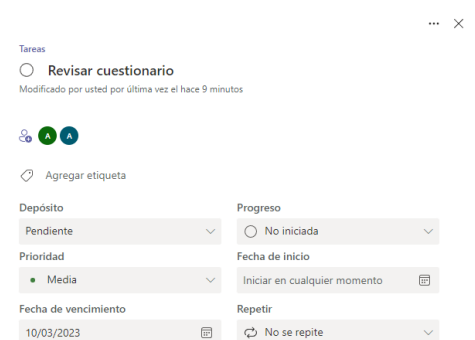 Tareas
Revisar cuestionario
Modificado por usted por última vez el hace 9 minutos
A A
Agregar etiqueta
Depósito Progreso
Pendiente No iniciada
Prioridad Fecha de inicio
Media Iniciar en cualquier momento
Fecha de vencimiento Repetir
10/03/2023 No se repite